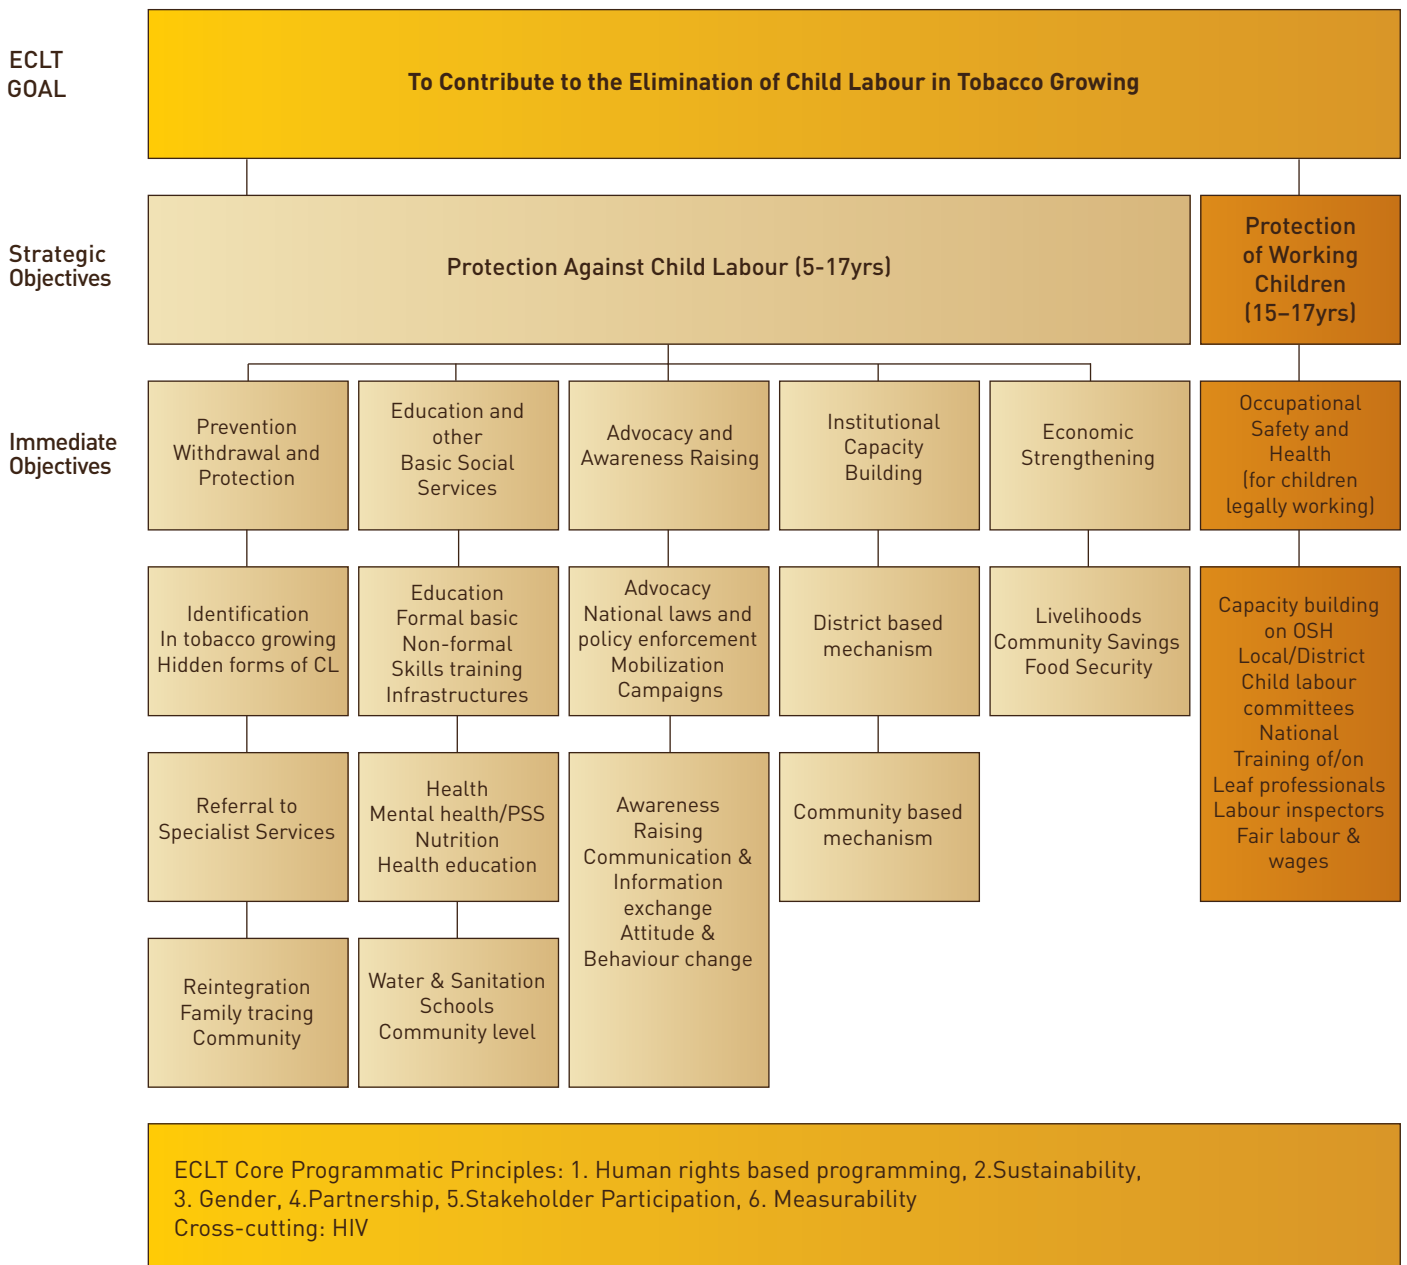 ECLT
GOAL
To Contribute to the Elimination of Child Labour in Tobacco Growing
Strategic
Objectives
Protection Against Child Labour (5-17yrs)
Protection
of Working
Children
(15–17yrs)
Immediate
Objectives
Prevention
Withdrawal and
Protection
Education and
other
Basic Social
Services
Advocacy and
Awareness Raising
Institutional
Capacity
Building
Economic
Strengthening
Occupational
Safety and
Health
(for children
legally working)
Identification
In tobacco growing
Hidden forms of CL
Education
Formal basic
Non-formal
Skills training
Infrastructures
Advocacy
National laws and
policy enforcement
Mobilization
Campaigns
District based
mechanism
Livelihoods
Community Savings
Food Security
Capacity building
on OSH
Local/District
Child labour
committees
National
Training of/on
Leaf professionals
Labour inspectors
Fair labour &
wages
Referral to
Specialist Services
Health
Mental health/PSS
Nutrition
Health education
Awareness
Raising
Communication &
Information
exchange
Attitude &
Behaviour change
Community based
mechanism
Reintegration
Family tracing
Community
Water & Sanitation
Schools
Community level
ECLT Core Programmatic Principles: 1. Human rights based programming, 2.Sustainability,
3. Gender, 4.Partnership, 5.Stakeholder Participation, 6. Measurability
Cross-cutting: HIV